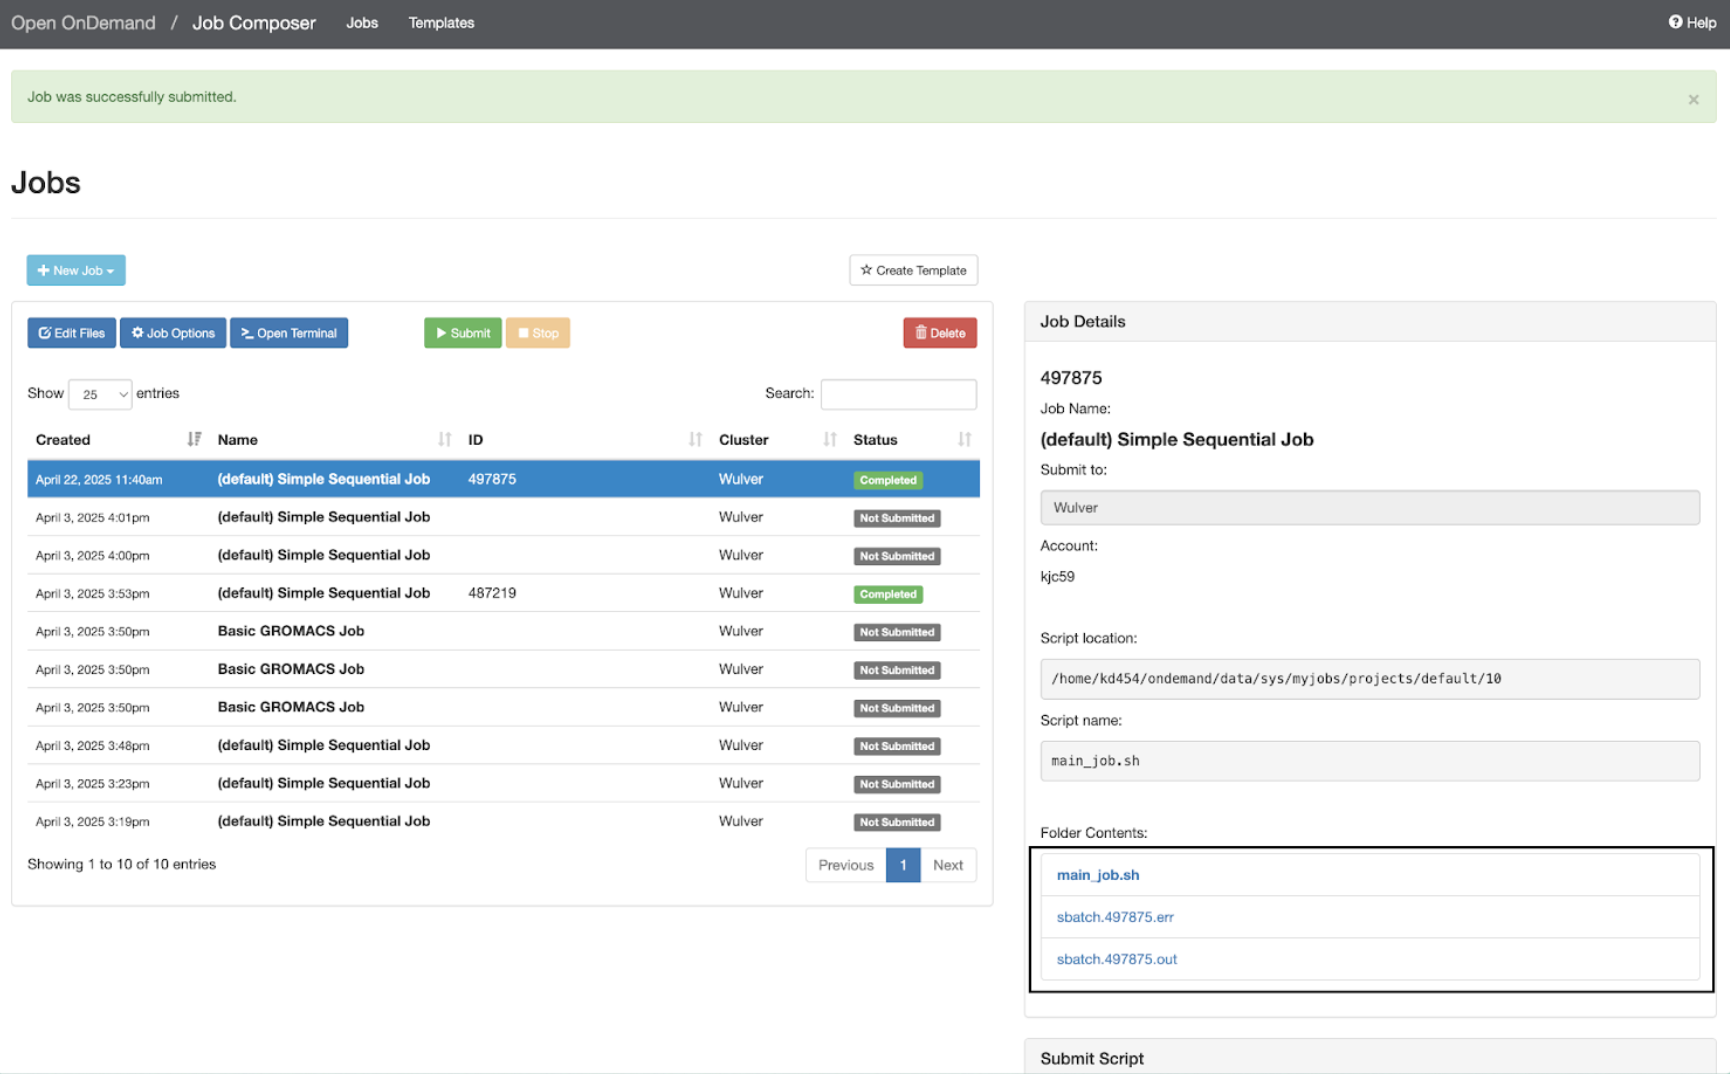 Open OnDemand / Job Composer Jobs Templates Help
Job was successfully submitted. ×
Jobs
New Job
Create Template
Edit Files Job Options Open Terminal Submit Stop Delete
Show 25 entries Search:
Created Name ID Cluster Status
April 22, 2025 11:40am (default) Simple Sequential Job 497875 Wulver Completed
April 3, 2025 4:01pm (default) Simple Sequential Job Wulver Not Submitted
April 3, 2025 4:00pm (default) Simple Sequential Job Wulver Not Submitted
April 3, 2025 3:53pm (default) Simple Sequential Job 487219 Wulver Completed
April 3, 2025 3:50pm Basic GROMACS Job Wulver Not Submitted
April 3, 2025 3:50pm Basic GROMACS Job Wulver Not Submitted
April 3, 2025 3:50pm Basic GROMACS Job Wulver Not Submitted
April 3, 2025 3:48pm (default) Simple Sequential Job Wulver Not Submitted
April 3, 2025 3:23pm (default) Simple Sequential Job Wulver Not Submitted
April 3, 2025 3:19pm (default) Simple Sequential Job Wulver Not Submitted
Showing 1 to 10 of 10 entries Previous 1 Next
Job Details
497875
Job Name:
(default) Simple Sequential Job
Submit to:
Wulver
Account:
kjc59
Script location:
/home/kd454/ondemand/data/sys/myjobs/projects/default/10
Script name:
main_job.sh
Folder Contents:
main_job.sh
sbatch.497875.err
sbatch.497875.out
Submit Script